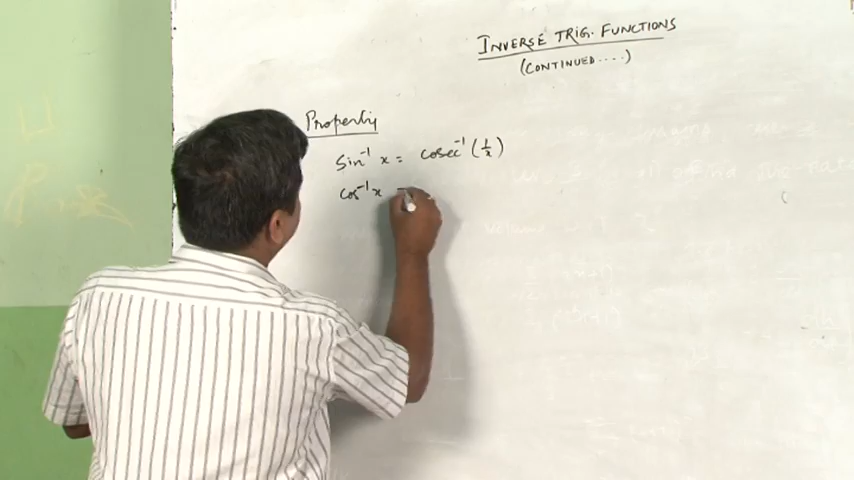 INVERSE TRIG. FUNCTIONS
(CONTINUED....)
Property
Sin⁻¹ x = cosec⁻¹ (1/x)
cos⁻¹ x =